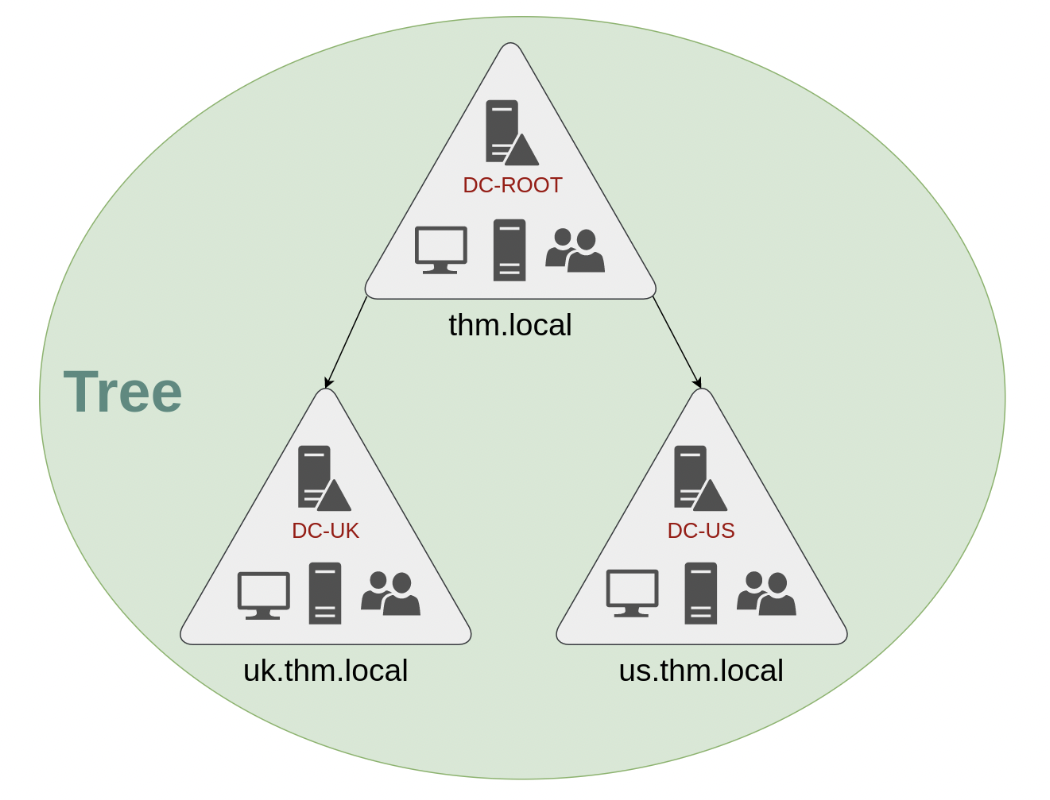 DC-ROOT
thm.local
Tree
DC-UK
DC-US
uk.thm.local
us.thm.local